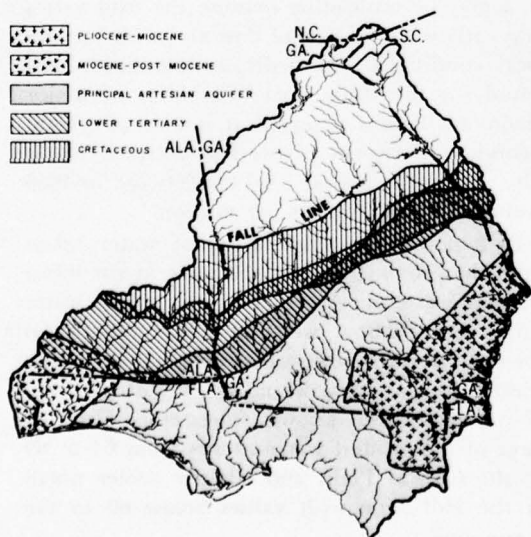 PLIOCENE-MIOCENE
MIOCENE-POST MIOCENE
PRINCIPAL ARTESIAN AQUIFER
LOWER TERTIARY
CRETACEOUS
N.C.
GA.
S.C.
ALA.
GA.
FALL LINE
ALA.
FLA.
GA.
GA.
FLA.